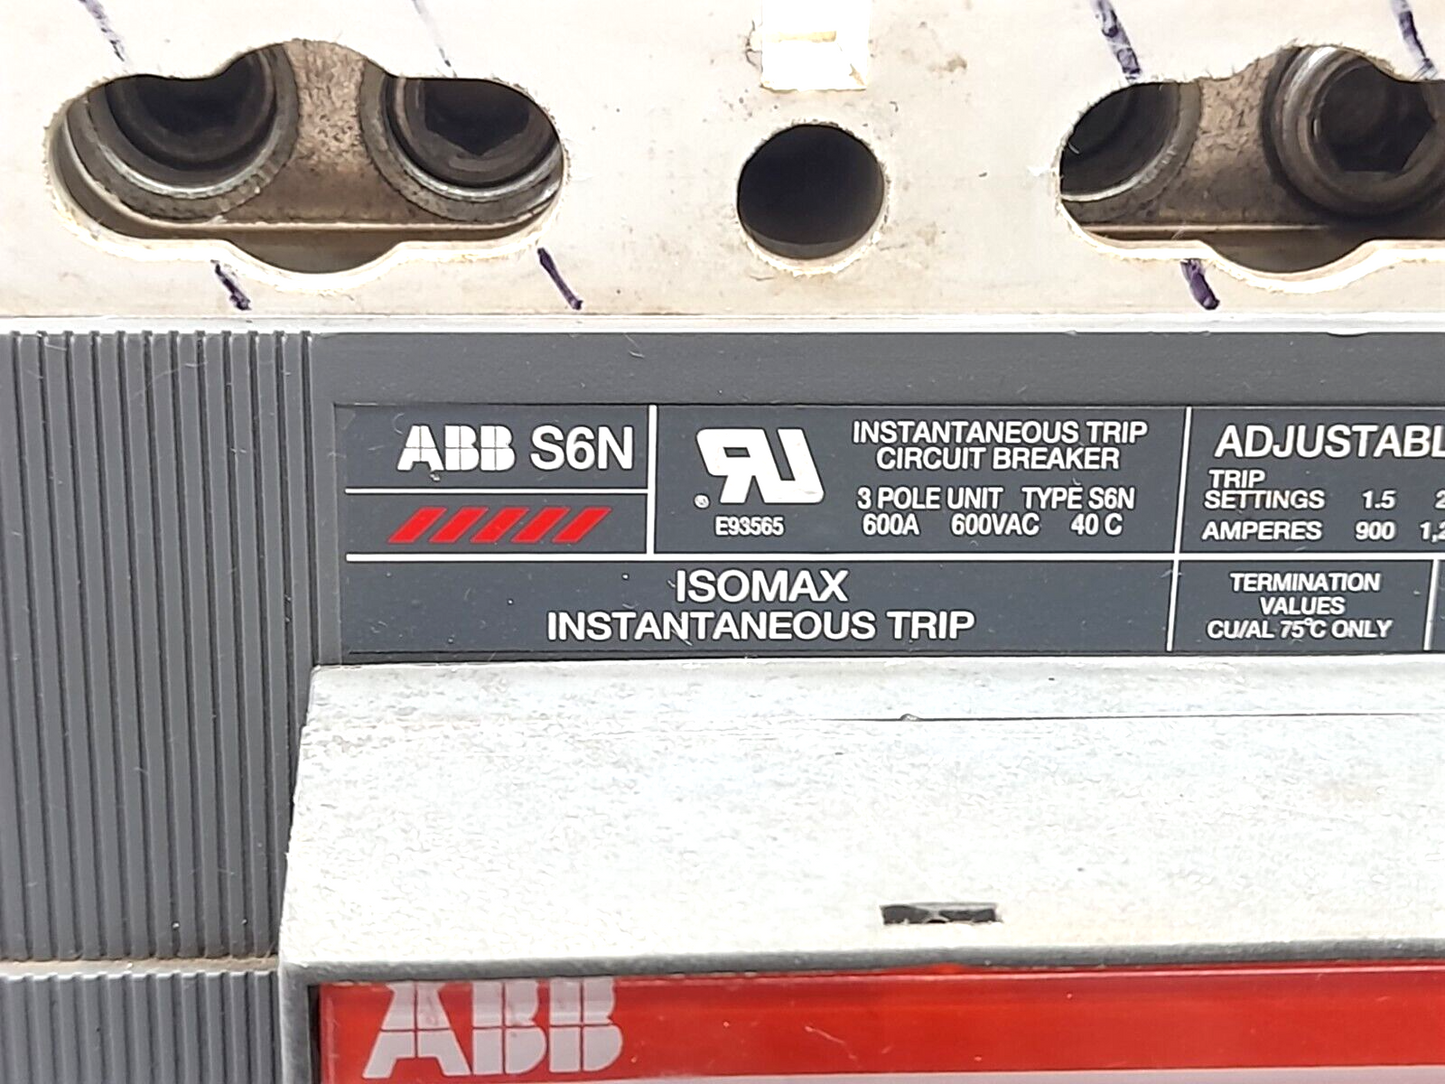 ABB S6N
RU
®
E93565
INSTANTANEOUS TRIP
CIRCUIT BREAKER
3 POLE UNIT TYPE S6N
600A 600VAC 40 C
TRIP
SETTINGS 1.5
AMPERES 900
ISOMAX
INSTANTANEOUS TRIP
TERMINATION
VALUES
CU/AL 75°C ONLY
ABB